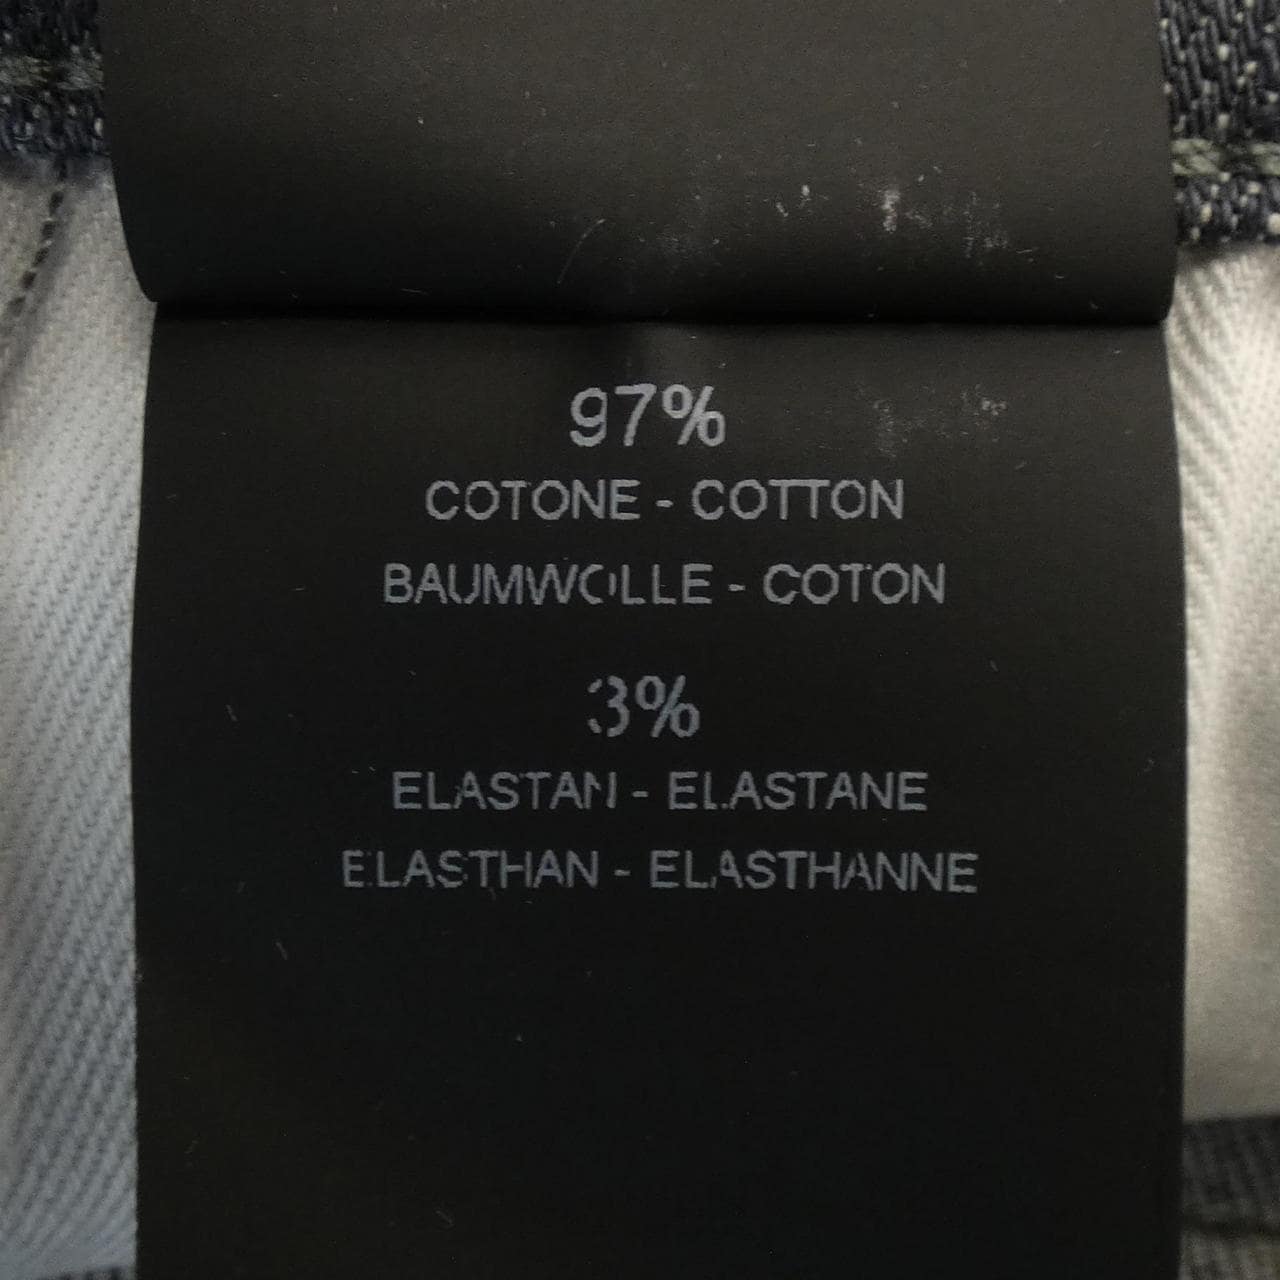 97%
COTONE - COTTON
BAUMWOLLE - COTON
3%
ELASTAN - ELASTANE
ELASTHAN - ELASTHANNE